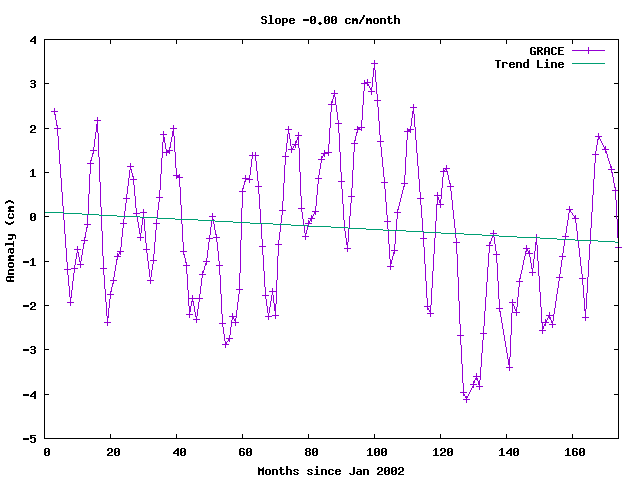 Slope -0.00 cm/month
GRACE
Trend Line
Anomaly (cm)
4
3
2
1
0
-1
-2
-3
-4
-5
0 20 40 60 80 100 120 140 160
Months since Jan 2002